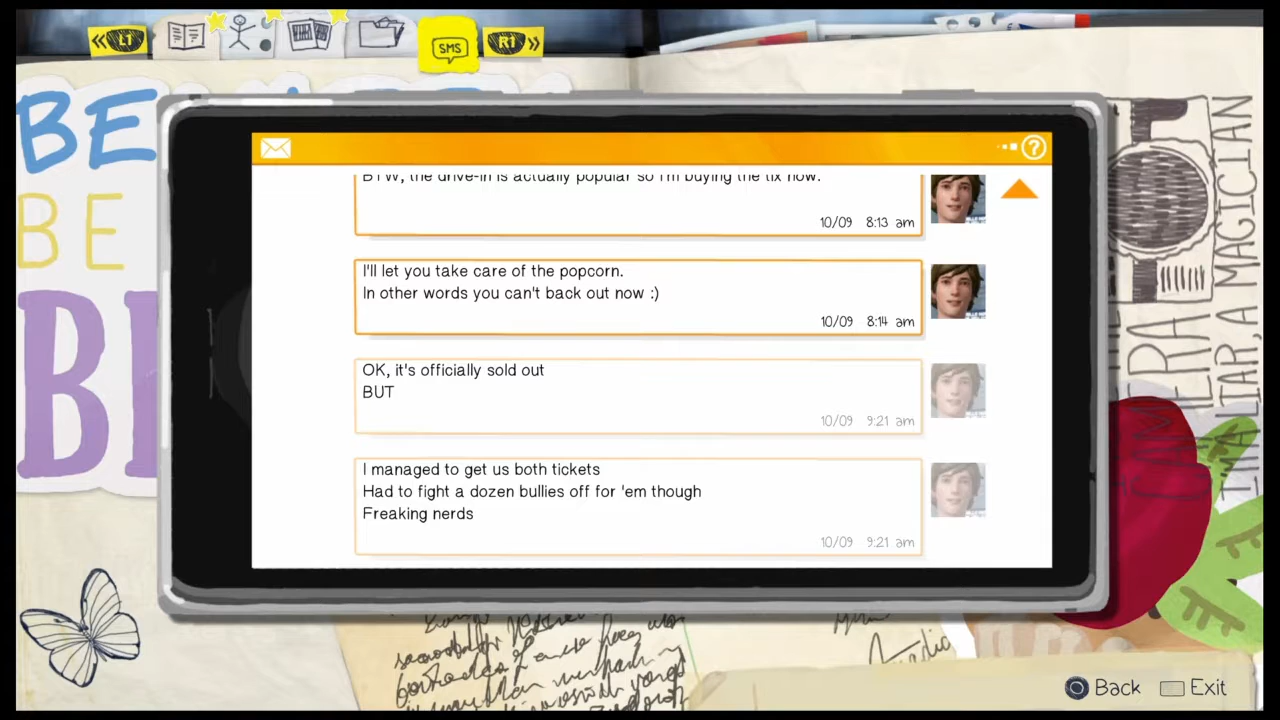 L1
SMS
R1
BE
BE
BTW, the drive-in is actually popular so I'm buying the tix now.
10/09 8:13 am
I'll let you take care of the popcorn.
In other words you can't back out now :)
10/09 8:14 am
OK, it's officially sold out
BUT
10/09 9:21 am
I managed to get us both tickets
Had to fight a dozen bullies off for 'em though
Freaking nerds
10/09 9:21 am
?
LIAR, A MAGICIAN
Back
Exit